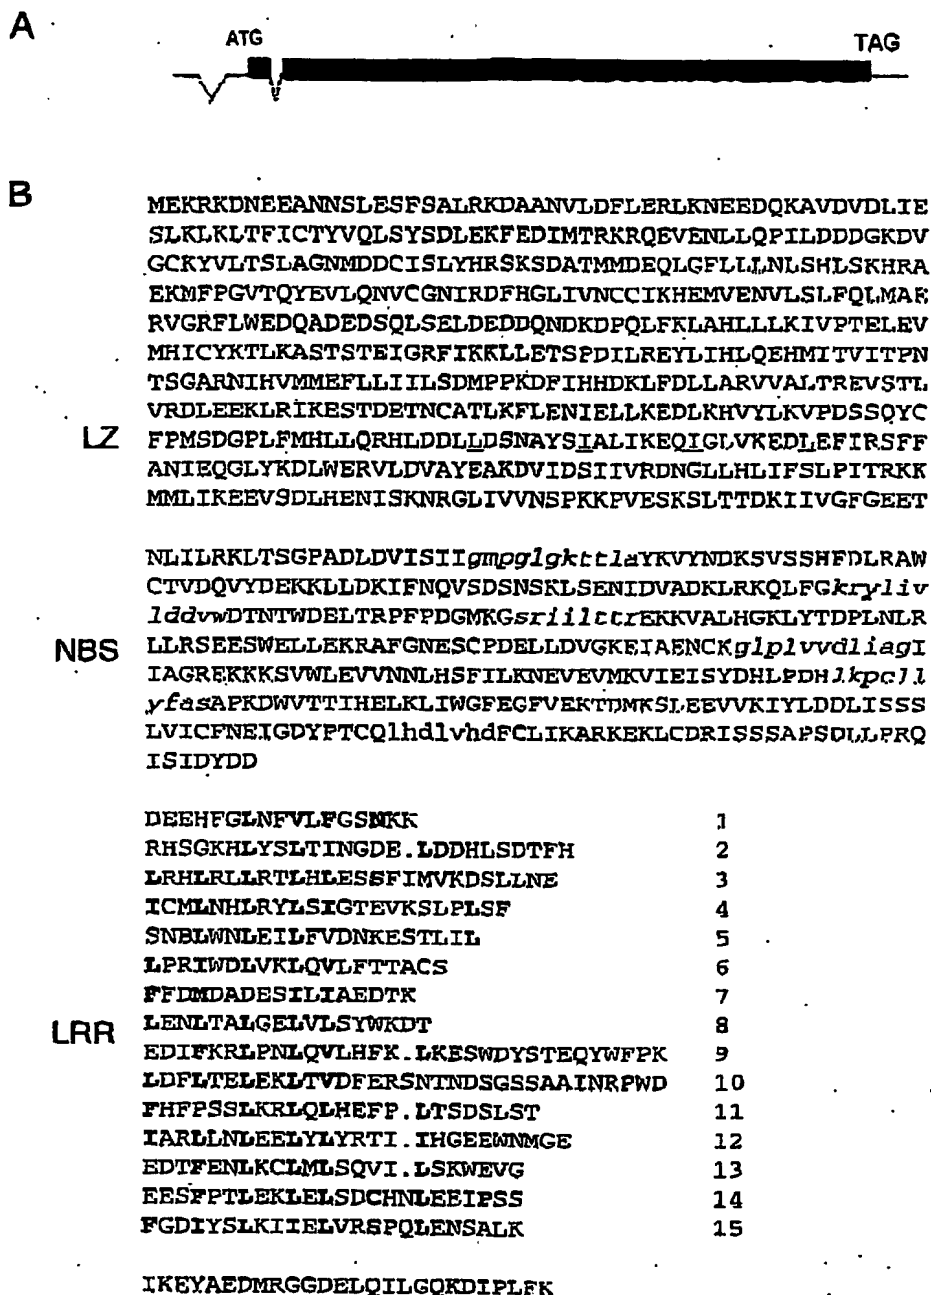 A
ATG
TAG
B
MEKRKDNEEANNSLESFSALRKDAANVLDFLERLKNEEDQKAVDVDLIE
SLKLKLTFICTYVQLSYSDLEKFEDIMTRKRQEVENLLQPILDDDGKDV
GCKYVLTSLAGNMDDCISLYHRSKSDATMMDEQLGFLLLNLSHLSKHRA
EKMFPGVTQYEVLQNVCGNIRDFHGLIVNCCIKHEMVENVLSLFQLMAE
RVGRFLWEDQADEDSQLSELDEDDQNDKDPQLFKLAHLLLKIVPTELEV
MHICYKTLKASTSTEIGRFIKKLLETSPDILREYLIHLQEHMITVITPN
TSGARNIHVMMEFLLIILSDMPPKDFIHHDKLFDLLARVVALTREVSTL
VRDLEEKLRIKESTDETNCATLKFLENIELLKEDLKHVYLKVPDSSQYC
LZ FPMSDGPLFMHLLQRHLDDLLDSNAYSIALIKEQIGLVKEDLEFIRSFF
ANIEQGLYKDLWERVLDVAYEAKDVIDSIIVRDNGLLHLIFSLPITRKK
MMLIKEEVSDLHENISKNRGLIVVNSPKKPVESKSLTTDKIIVGFGEET
NLILRKLTSGPADLDVISIIgmpglgkttlaYKVYNDKSVSSHFDLRAW
CTVDQVYDEKKLLDKIFNQVSDSNSKLSENIDVADKLRKQLFGkryliv
lddvwDTNTWDELTRPFPDGMKGsriilttrEKKVALHGKLYTDPLNLR
NBS LLRSEESWELLEKRAFGNESCPDELLDVGKEIAENCKglplvvdliagI
IAGREKKKSVWLEVVNNLHSFILKNEVEVMKVIEISYDHLPDHlkpcll
yfasAPKDWVTTIHELKLIWGFEGFVEKTDMKSLEEVVKIYLDDLISSS
LVICFNEIGDYPTCQlhdlvhdFCLIKARKEKLCDRISSSAPSDLLPRQ
ISIDYDD
DEEHFGLNFVLFGSNKK 1
RHSGKHLYSLTINGDE.LDDHLSDTFH 2
LRHLRLLRTLHLESSFIMVKDSLLNE 3
ICMLNHLRYLSIGTEVKSLPLSF 4
SNBLWNLEILFVDNKESTLIL 5
LPRIWDLVKLQVLFTTACS 6
FFDMDADESILIAEDTK 7
LENLTALGELVLSYWKDT 8
LRR EDIFKRLPNLQVLHFK.LKESWDYSTEQYWFPK 9
LDFLTELEKLTVDFERSNTNDSGSSAAINRPWD 10
FHFPSSLKRLQLHEFP.LTSDSLST 11
IARLLNLEELYLYRTI.IHGEEWNMGE 12
EDTFENLKCLMLSQVI.LSKWEVG 13
EESFPTLEKLELSDCHNLEEIPSS 14
FGDIYSLKIIELVRSPQLENSALK 15
IKEYAEDMRGGDELQILGQKDIPLFK